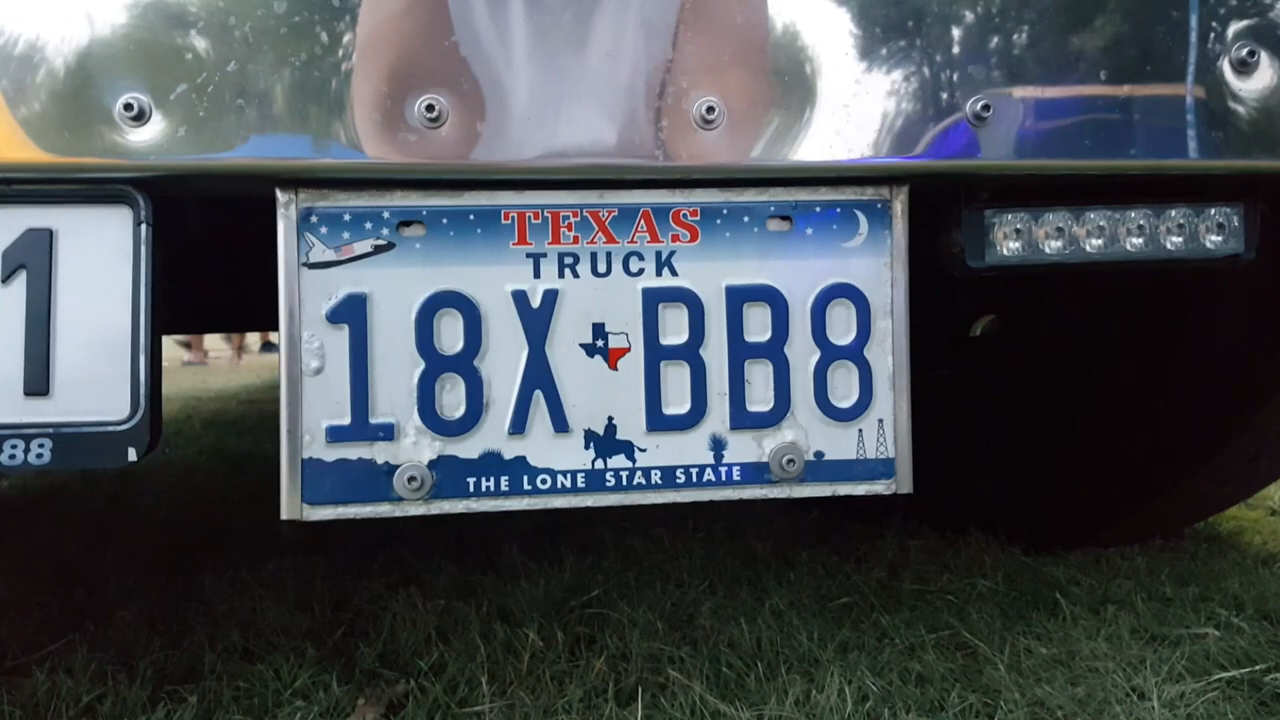 TEXAS
TRUCK
18X BB8
THE LONE STAR STATE
1
88